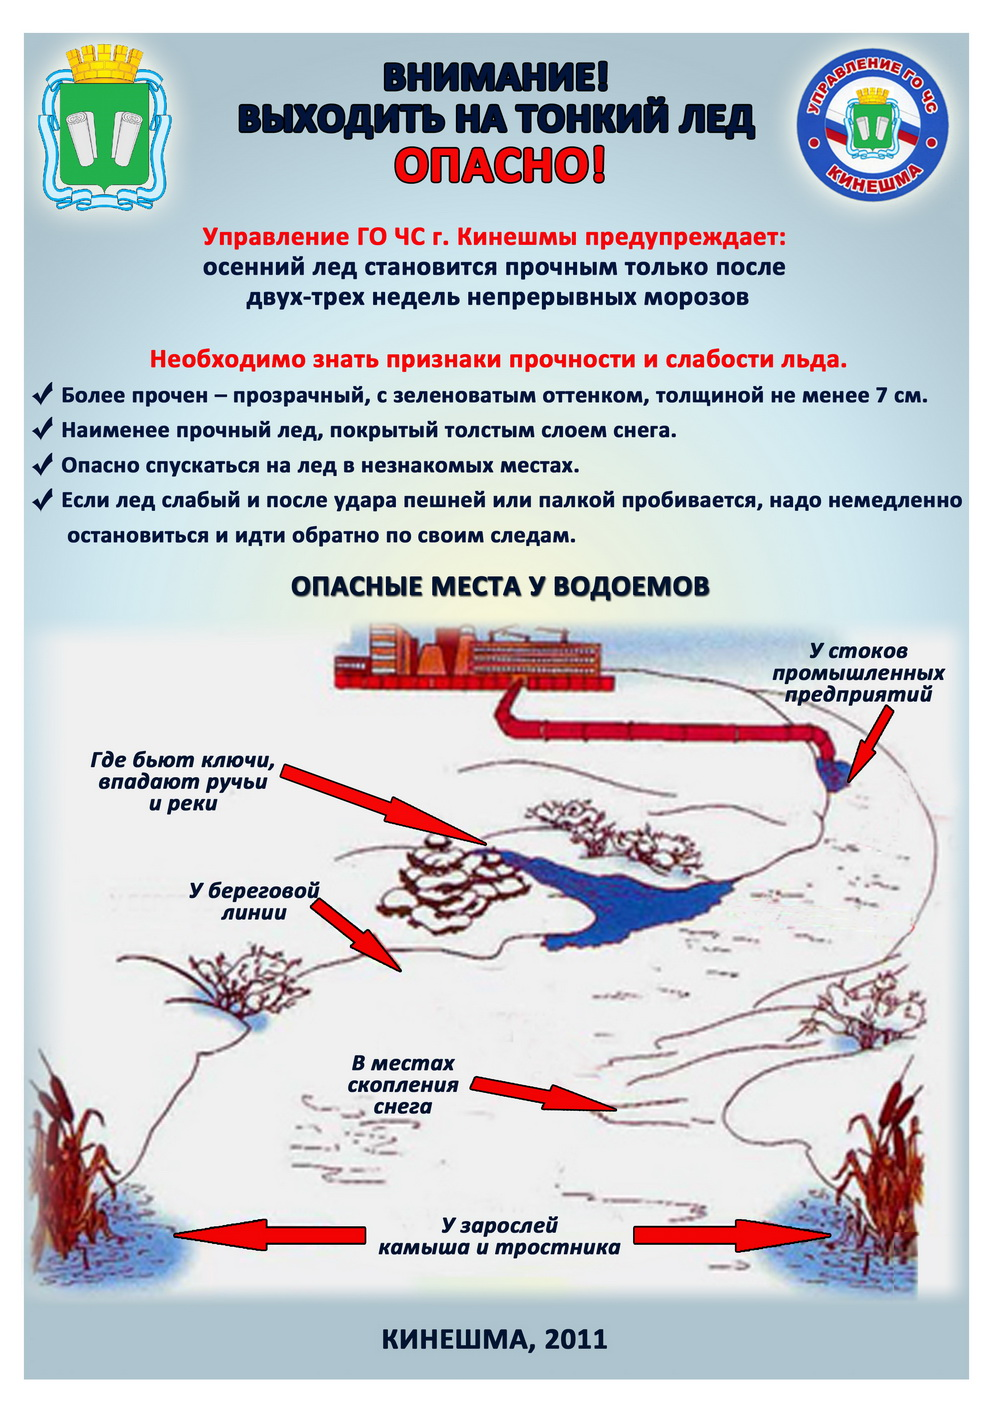 ВНИМАНИЕ!
ВЫХОДИТЬ НА ТОНКИЙ ЛЕД
ОПАСНО!
УПРАВЛЕНИЕ ГО ЧС
КИНЕШМА
Управление ГО ЧС г. Кинешмы предупреждает:
осенний лед становится прочным только после
двух-трех недель непрерывных морозов
Необходимо знать признаки прочности и слабости льда.
Более прочен – прозрачный, с зеленоватым оттенком, толщиной не менее 7 см.
Наименее прочный лед, покрытый толстым слоем снега.
Опасно спускаться на лед в незнакомых местах.
Если лед слабый и после удара пешней или палкой пробивается, надо немедленно
остановиться и идти обратно по своим следам.
ОПАСНЫЕ МЕСТА У ВОДОЕМОВ
У стоков
промышленных
предприятий
Где бьют ключи,
впадают ручьи
и реки
У береговой
линии
В местах
скопления
снега
У зарослей
камыша и тростника
КИНЕШМА, 2011